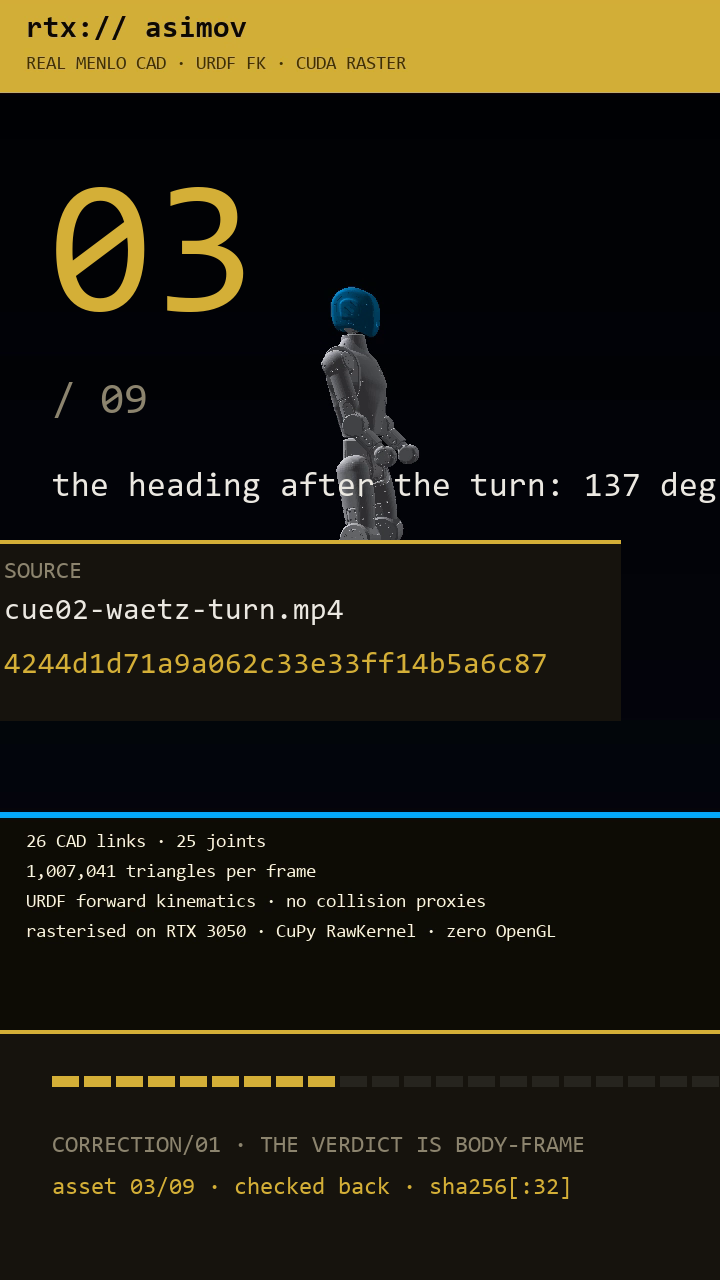 rtx:// asimov
REAL MENLO CAD · URDF FK · CUDA RASTER
03
/ 09
the heading after the turn: 137 deg
SOURCE
cue02-waetz-turn.mp4
4244d1d71a9a062c33e33ff14b5a6c87
26 CAD links · 25 joints
1,007,041 triangles per frame
URDF forward kinematics · no collision proxies
rasterised on RTX 3050 · CuPy RawKernel · zero OpenGL
CORRECTION/01 · THE VERDICT IS BODY-FRAME
asset 03/09 · checked back · sha256[:32]